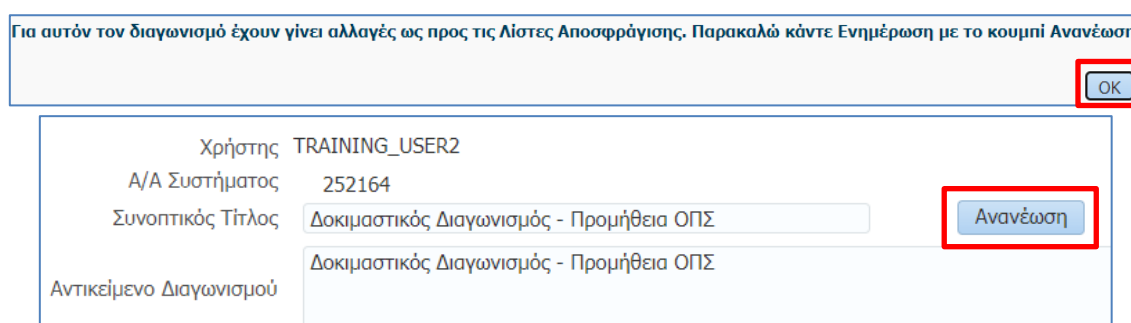 Για αυτόν τον διαγωνισμό έχουν γίνει αλλαγές ως προς τις Λίστες Αποσφράγισης. Παρακαλώ κάντε Ενημέρωση με το κουμπί Ανανέωση
OK
Χρήστης TRAINING_USER2
Α/Α Συστήματος 252164
Συνοπτικός Τίτλος Δοκιμαστικός Διαγωνισμός - Προμήθεια ΟΠΣ Ανανέωση
Δοκιμαστικός Διαγωνισμός - Προμήθεια ΟΠΣ
Αντικείμενο Διαγωνισμού